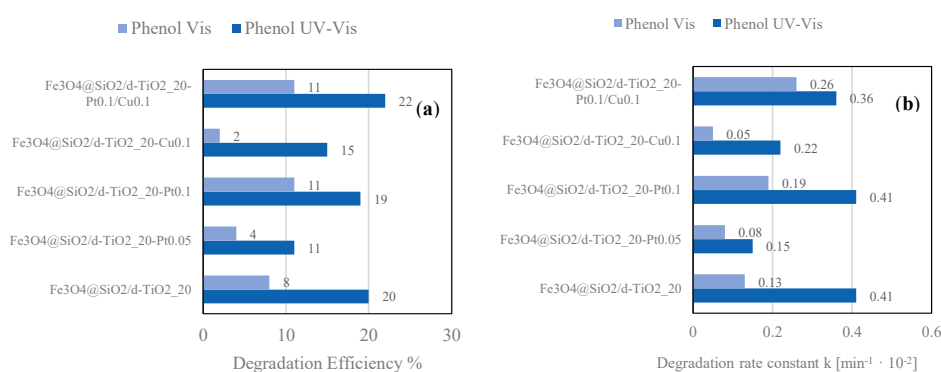 Phenol Vis Phenol UV-Vis
Fe3O4@SiO2/d-TiO2_20-
Pt0.1/Cu0.1
11
22
(a)
Fe3O4@SiO2/d-TiO2_20-Cu0.1
2
15
Fe3O4@SiO2/d-TiO2_20-Pt0.1
11
19
Fe3O4@SiO2/d-TiO2_20-Pt0.05
4
11
Fe3O4@SiO2/d-TiO2_20
8
20
0 10 20 30
Degradation Efficiency %
Phenol Vis Phenol UV-Vis
Fe3O4@SiO2/d-TiO2_20-
Pt0.1/Cu0.1
0.26
0.36
(b)
Fe3O4@SiO2/d-TiO2_20-Cu0.1
0.05
0.22
Fe3O4@SiO2/d-TiO2_20-Pt0.1
0.19
0.41
Fe3O4@SiO2/d-TiO2_20-Pt0.05
0.08
0.15
Fe3O4@SiO2/d-TiO2_20
0.13
0.41
0 0.2 0.4 0.6
Degradation rate constant k [min⁻¹ · 10⁻²]